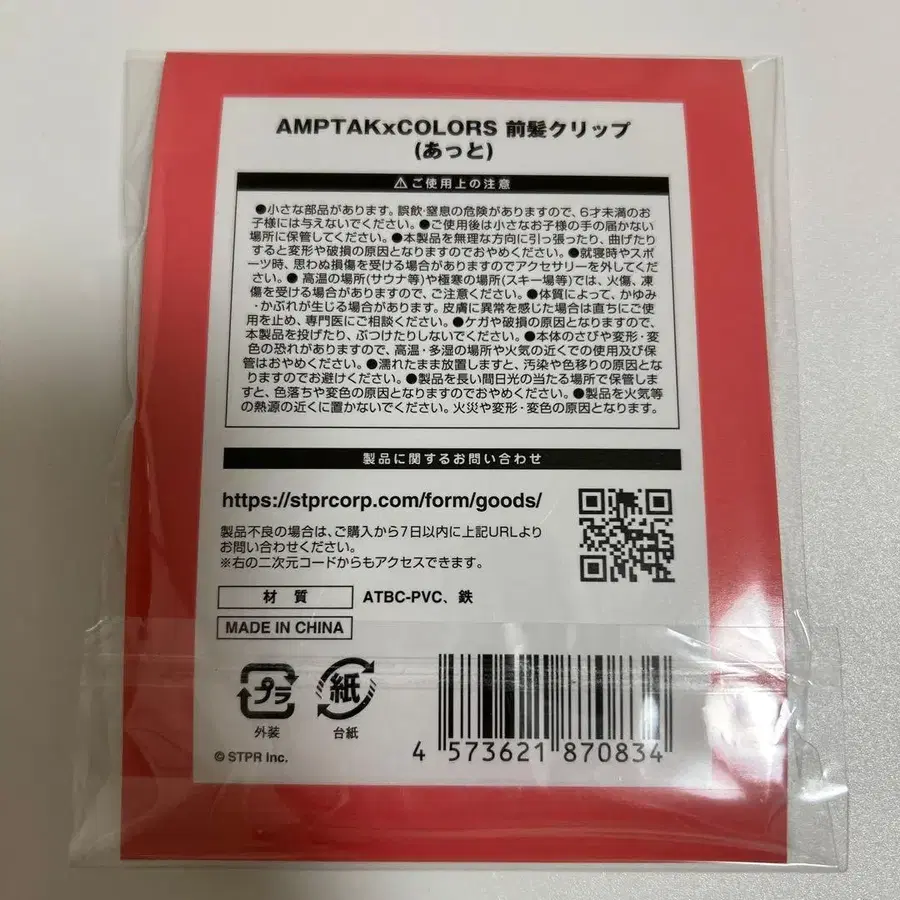 AMPTAKxCOLORS 前髪クリップ
(あっと)
⚠ご使用上の注意
●小さな部品があります。誤飲・窒息の危険がありますので、6才未満のお
子様には与えないでください。●ご使用後は小さなお子様の手の届かない
場所に保管してください。●本製品を無理な方向に引っ張ったり、曲げたり
すると変形や破損の原因となりますのでおやめください。●就寝時やスポ
ーツ時、思わぬ損傷を受ける場合がありますのでアクセサリーを外してくだ
さい。● 高温の場所(サウナ等)や極寒の場所(スキー場等)では、火傷、凍
傷を受ける場合がありますので、ご注意ください。●体質によって、かゆみ
・かぶれが生じる場合があります。皮膚に異常を感じた場合は直ちにご使
用を止め、専門医にご相談ください。●ケガや破損の原因となりますので、
本製品を投げたり、ぶつけたりしないでください。●本体のさびや変形・変
色の恐れがありますので、高温・多湿の場所や火気の近くでの使用及び保
管はおやめください。●濡れたまま放置しますと、汚染や色移りの原因とな
りますのでお避けください。●製品を長い間日光の当たる場所で保管しま
すと、色落ちや変色の原因となりますのでおやめください。●製品を火気等
の熱源の近くに置かないでください。火災や変形・変色の原因となります。
製品に関するお問い合わせ
https://stprcorp.com/form/goods/
製品不良の場合は、ご購入から7日以内に上記URLより
お問い合わせください。
※右の二次元コードからもアクセスできます。
材質 ATBC-PVC、鉄
MADE IN CHINA
プラ 紙
外装 台紙
© STPR Inc.
4 573621 870834